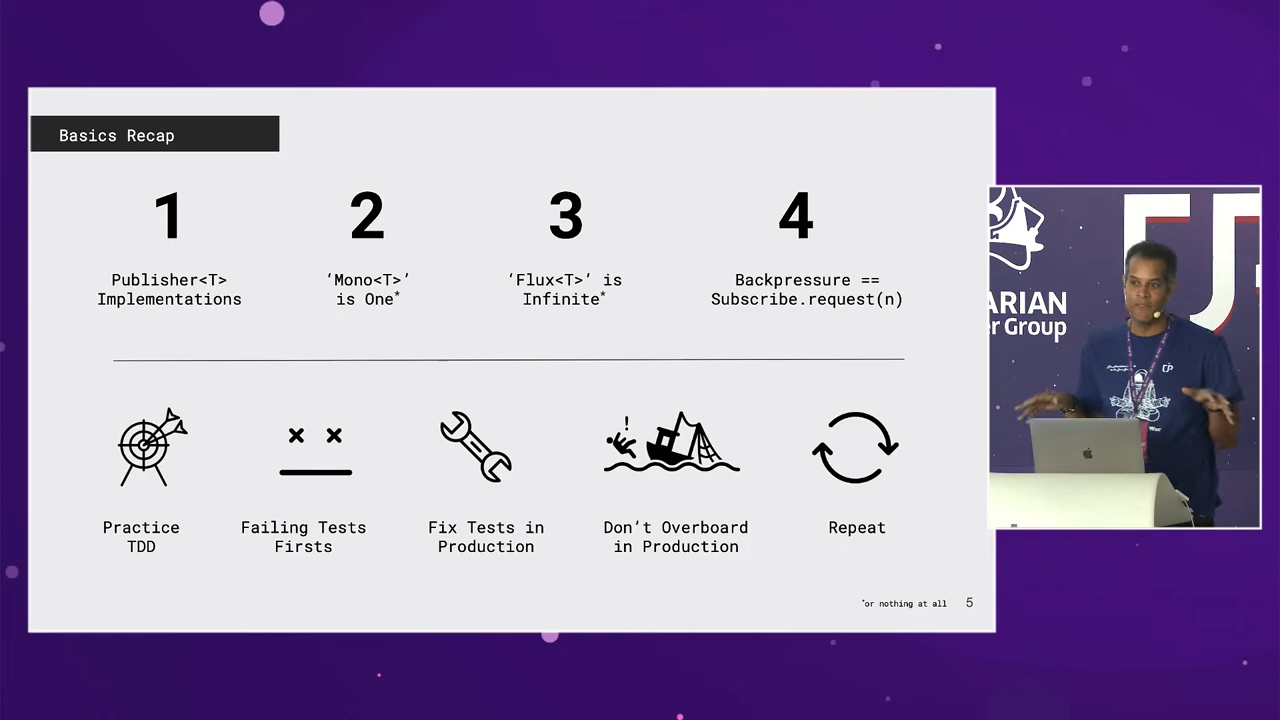 Basics Recap
1
2
3
4
Publisher<T>
Implementations
‘Mono<T>’
is One*
‘Flux<T>’ is
Infinite*
Backpressure ==
Subscribe.request(n)
!
Practice
TDD
Failing Tests
Firsts
Fix Tests in
Production
Don’t Overboard
in Production
Repeat
*or nothing at all
5
ARIAN
er Group